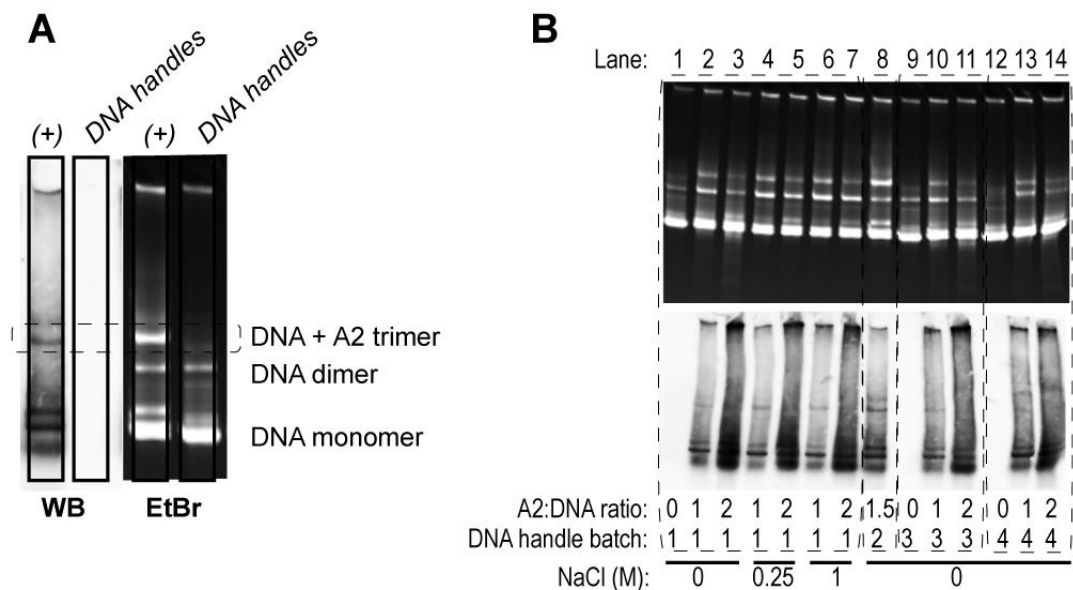 A
(+)
DNA handles
(+)
DNA handles
DNA + A2 trimer
DNA dimer
DNA monomer
WB
EtBr
B
Lane: 1 2 3 4 5 6 7 8 9 10 11 12 13 14
A2:DNA ratio: 0 1 2 1 2 1 2 1.5 0 1 2 0 1 2
DNA handle batch: 1 1 1 1 1 1 1 2 3 3 3 4 4 4
NaCl (M): 0 0.25 1 0